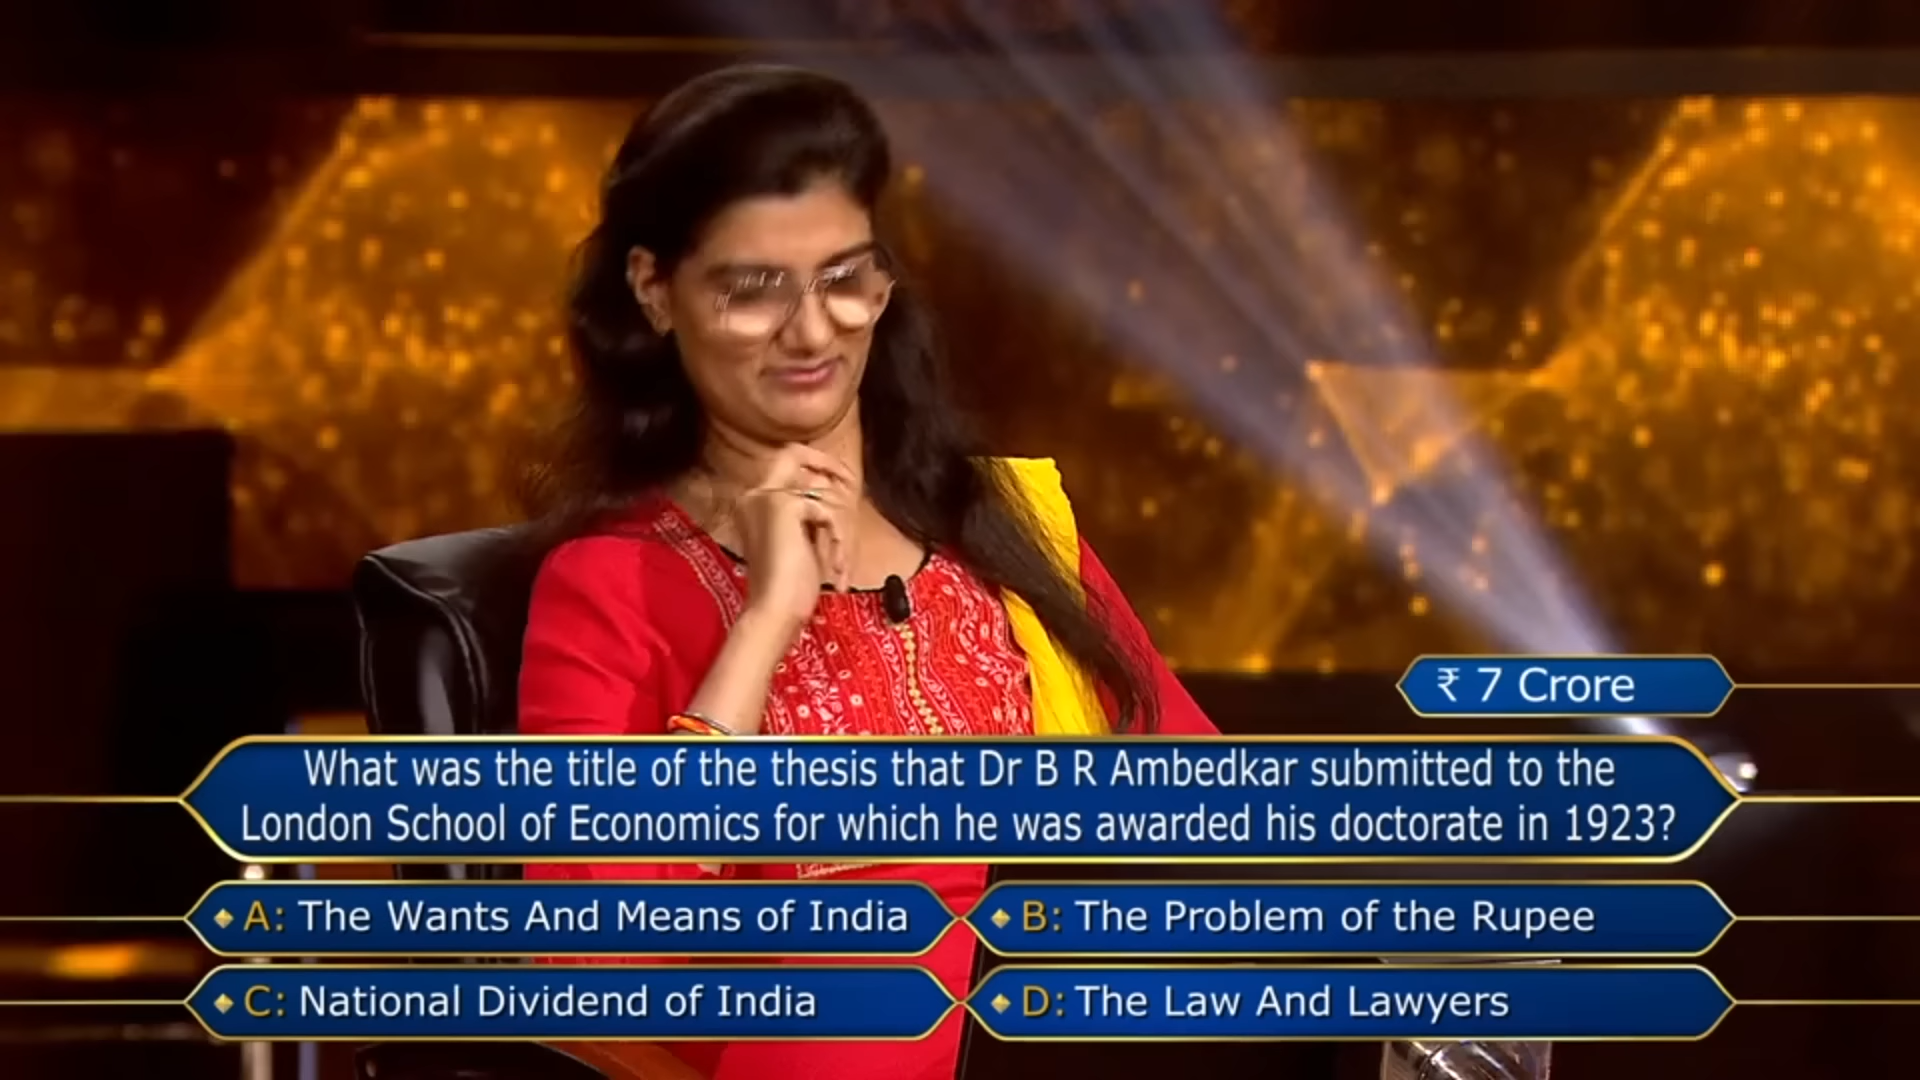 ₹ 7 Crore
What was the title of the thesis that Dr B R Ambedkar submitted to the
London School of Economics for which he was awarded his doctorate in 1923?
A: The Wants And Means of India
B: The Problem of the Rupee
C: National Dividend of India
D: The Law And Lawyers